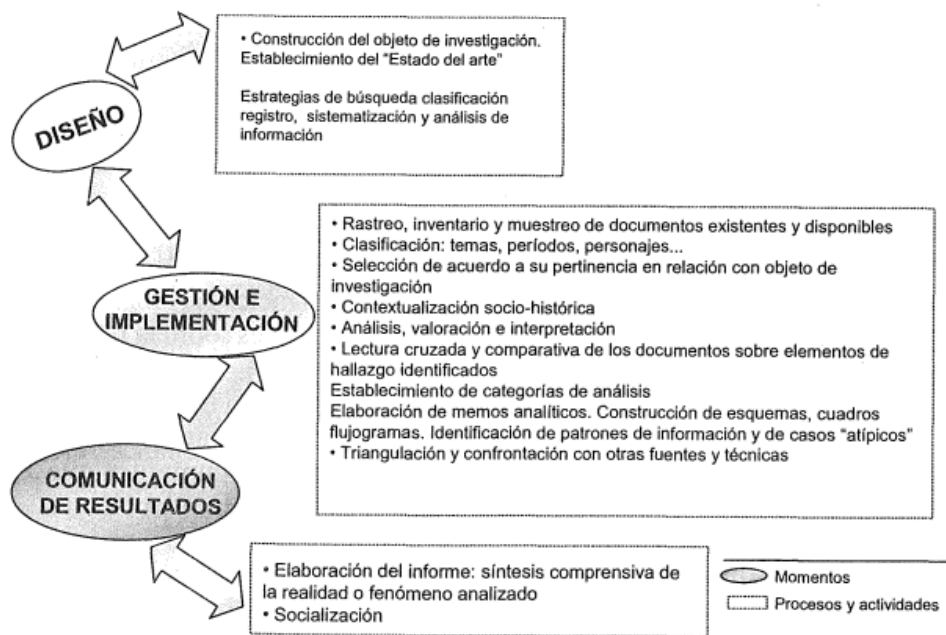 • Construcción del objeto de investigación.
Establecimiento del "Estado del arte"
Estrategias de búsqueda clasificación
registro, sistematización y análisis de
información
DISEÑO
• Rastreo, inventario y muestreo de documentos existentes y disponibles
• Clasificación: temas, períodos, personajes...
• Selección de acuerdo a su pertinencia en relación con objeto de
investigación
• Contextualización socio-histórica
• Análisis, valoración e interpretación
• Lectura cruzada y comparativa de los documentos sobre elementos de
hallazgo identificados
Establecimiento de categorías de análisis
Elaboración de memos analíticos. Construcción de esquemas, cuadros
flujogramas. Identificación de patrones de información y de casos "atípicos"
• Triangulación y confrontación con otras fuentes y técnicas
GESTIÓN E
IMPLEMENTACIÓN
COMUNICACIÓN
DE RESULTADOS
• Elaboración del informe: síntesis comprensiva de
la realidad o fenómeno analizado
• Socialización
Momentos
Procesos y actividades